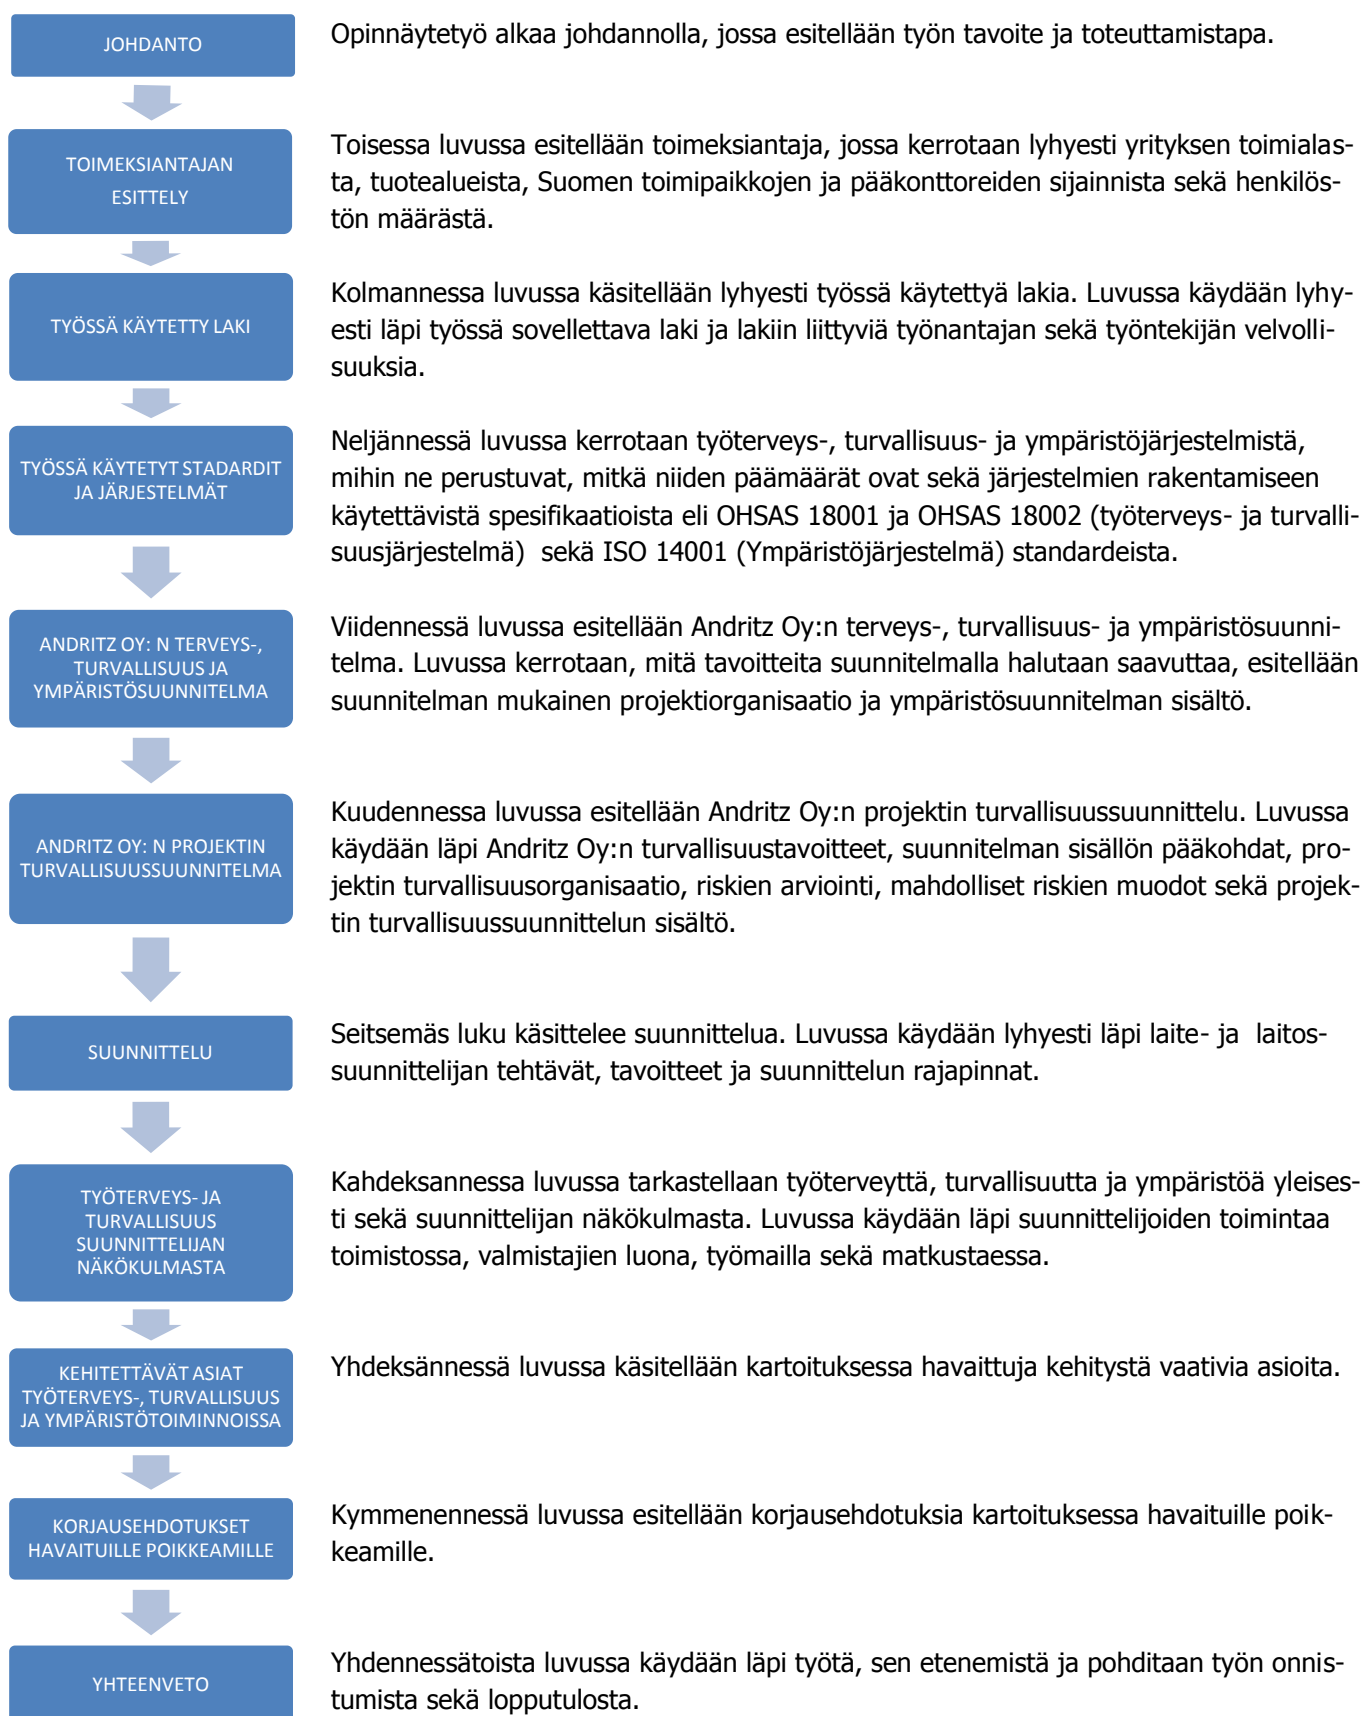 JOHDANTO
Opinnäytetyö alkaa johdannolla, jossa esitellään työn tavoite ja toteuttamistapa.
TOIMEKSIANTAJAN
ESITTELY
Toisessa luvussa esitellään toimeksiantaja, jossa kerrotaan lyhyesti yrityksen toimialas-
ta, tuotealueista, Suomen toimipaikkojen ja pääkonttoreiden sijainnista sekä henkilös-
tön määrästä.
TYÖSSÄ KÄYTETTY LAKI
Kolmannessa luvussa käsitellään lyhyesti työssä käytettyä lakia. Luvussa käydään lyhy-
esti läpi työssä sovellettava laki ja lakiin liittyviä työnantajan sekä työntekijän velvolli-
suuksia.
TYÖSSÄ KÄYTETYT STADARDIT
JA JÄRJESTELMÄT
Neljännessä luvussa kerrotaan työterveys-, turvallisuus- ja ympäristöjärjestelmistä,
mihin ne perustuvat, mitkä niiden päämäärät ovat sekä järjestelmien rakentamiseen
käytettävistä spesifikaatioista eli OHSAS 18001 ja OHSAS 18002 (työterveys- ja turvalli-
suusjärjestelmä)  sekä ISO 14001 (Ympäristöjärjestelmä) standardeista.
ANDRITZ OY: N TERVEYS-,
TURVALLISUUS JA
YMPÄRISTÖSUUNNITELMA
Viidennessä luvussa esitellään Andritz Oy:n terveys-, turvallisuus- ja ympäristösuunni-
telma. Luvussa kerrotaan, mitä tavoitteita suunnitelmalla halutaan saavuttaa, esitellään
suunnitelman mukainen projektiorganisaatio ja ympäristösuunnitelman sisältö.
ANDRITZ OY: N PROJEKTIN
TURVALLISUUSSUUNNITELMA
Kuudennessa luvussa esitellään Andritz Oy:n projektin turvallisuussuunnittelu. Luvussa
käydään läpi Andritz Oy:n turvallisuustavoitteet, suunnitelman sisällön pääkohdat, pro-
jektin turvallisuusorganisaatio, riskien arviointi, mahdolliset riskien muodot sekä projek-
tin turvallisuussuunnittelun sisältö.
SUUNNITTELU
Seitsemäs luku käsittelee suunnittelua. Luvussa käydään lyhyesti läpi laite- ja  laitos-
suunnittelijan tehtävät, tavoitteet ja suunnittelun rajapinnat.
TYÖTERVEYS- JA
TURVALLISUUS
SUUNNITTELIJAN
NÄKÖKULMASTA
Kahdeksannessa luvussa tarkastellaan työterveyttä, turvallisuutta ja ympäristöä yleises-
ti sekä suunnittelijan näkökulmasta. Luvussa käydään läpi suunnittelijoiden toimintaa
toimistossa, valmistajien luona, työmailla sekä matkustaessa.
KEHITETTÄVÄT ASIAT
TYÖTERVEYS-, TURVALLISUUS
JA YMPÄRISTÖTOIMINNOISSA
Yhdeksännessä luvussa käsitellään kartoituksessa havaittuja kehitystä vaativia asioita.
KORJAUSEHDOTUKSET
HAVAITUILLE POIKKEAMILLE
Kymmenennessä luvussa esitellään korjausehdotuksia kartoituksessa havaituille poik-
keamille.
YHTEENVETO
Yhdennessätoista luvussa käydään läpi työtä, sen etenemistä ja pohditaan työn onnis-
tumista sekä lopputulosta.